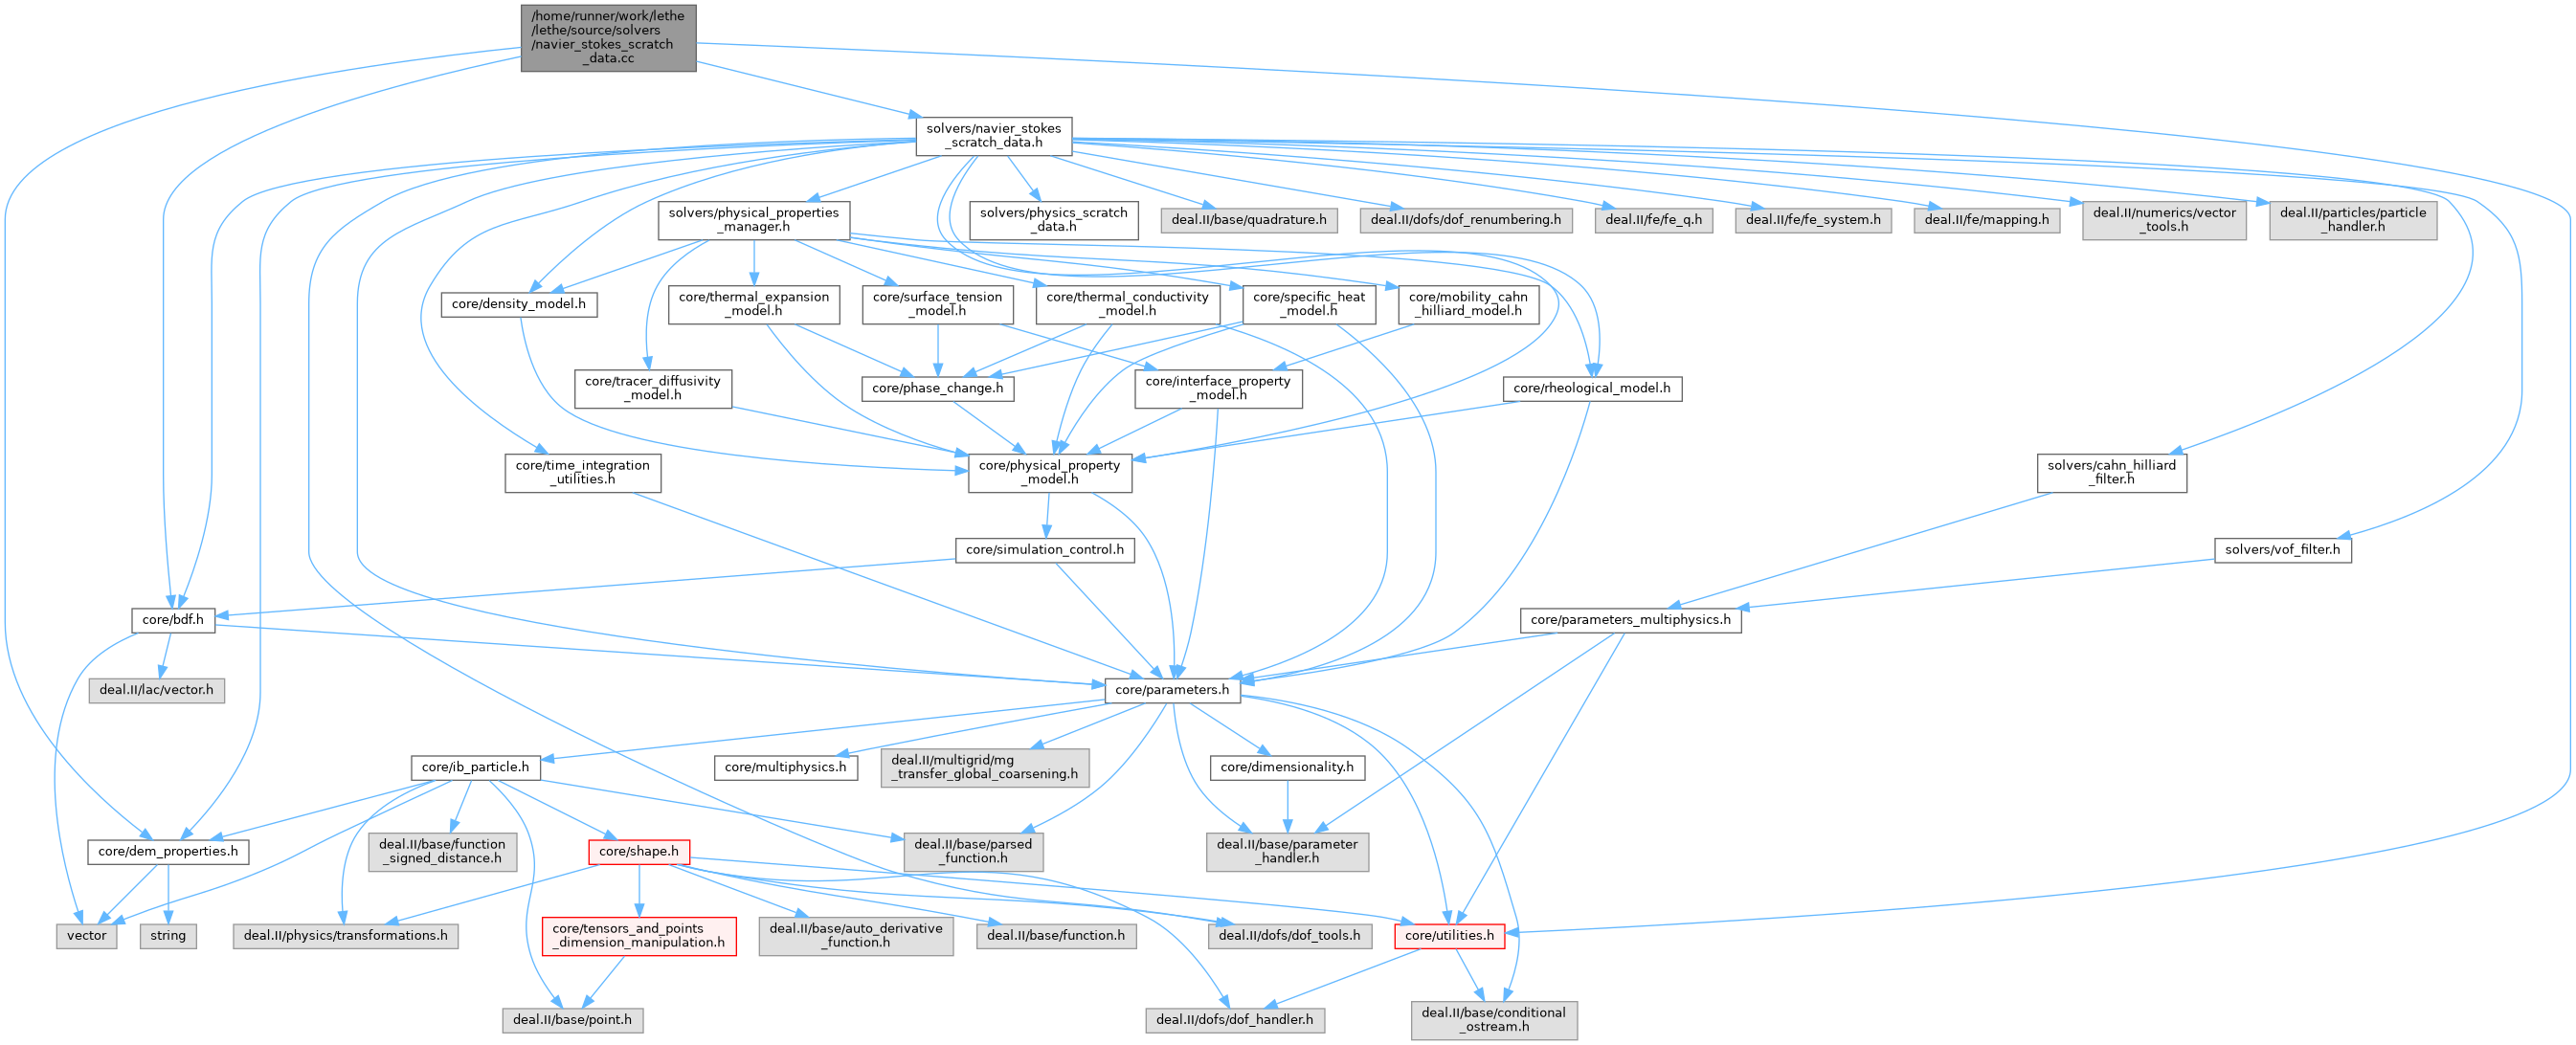 /home/runner/work/lethe
/lethe/source/solvers
/navier_stokes_scratch
_data.cc
solvers/navier_stokes
_scratch_data.h
solvers/physical_properties
_manager.h
solvers/physics_scratch
_data.h
deal.II/base/quadrature.h
deal.II/dofs/dof_renumbering.h
deal.II/fe/fe_q.h
deal.II/fe/fe_system.h
deal.II/fe/mapping.h
deal.II/numerics/vector
_tools.h
deal.II/particles/particle
_handler.h
core/density_model.h
core/thermal_expansion
_model.h
core/surface_tension
_model.h
core/thermal_conductivity
_model.h
core/specific_heat
_model.h
core/mobility_cahn
_hilliard_model.h
core/tracer_diffusivity
_model.h
core/phase_change.h
core/interface_property
_model.h
core/rheological_model.h
core/time_integration
_utilities.h
core/physical_property
_model.h
solvers/cahn_hilliard
_filter.h
core/simulation_control.h
solvers/vof_filter.h
core/bdf.h
core/parameters_multiphysics.h
deal.II/lac/vector.h
core/parameters.h
core/ib_particle.h
core/multiphysics.h
deal.II/multigrid/mg
_transfer_global_coarsening.h
core/dimensionality.h
core/dem_properties.h
deal.II/base/function
_signed_distance.h
core/shape.h
deal.II/base/parsed
_function.h
deal.II/base/parameter
_handler.h
vector
string
deal.II/physics/transformations.h
core/tensors_and_points
_dimension_manipulation.h
deal.II/base/auto_derivative
_function.h
deal.II/base/function.h
deal.II/dofs/dof_tools.h
core/utilities.h
deal.II/base/point.h
deal.II/dofs/dof_handler.h
deal.II/base/conditional
_ostream.h